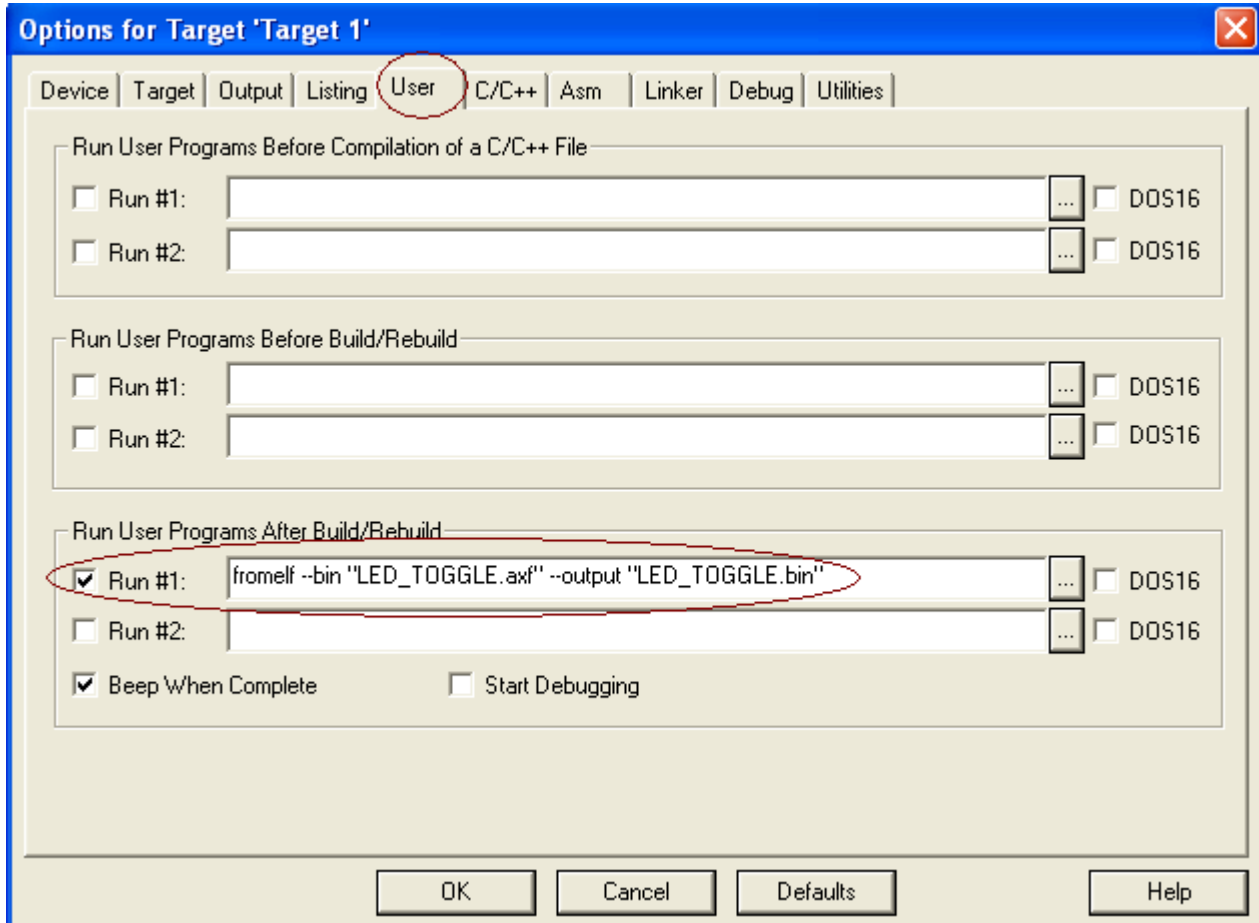 Options for Target 'Target 1'
Device Target Output Listing User C/C++ Asm Linker Debug Utilities
Run User Programs Before Compilation of a C/C++ File
Run #1: ... DOS16
Run #2: ... DOS16
Run User Programs Before Build/Rebuild
Run #1: ... DOS16
Run #2: ... DOS16
Run User Programs After Build/Rebuild
Run #1: fromelf --bin "LED_TOGGLE.axf" --output "LED_TOGGLE.bin" ... DOS16
Run #2: ... DOS16
Beep When Complete Start Debugging
OK Cancel Defaults Help